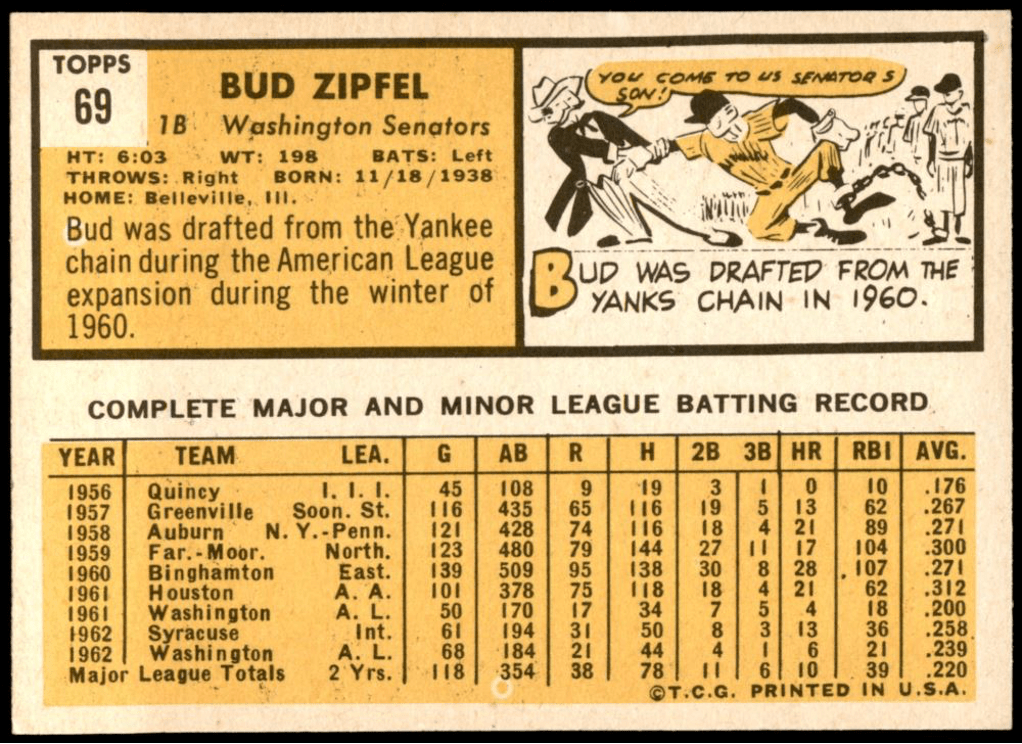 TOPPS
69
BUD ZIPFEL
1B Washington Senators
HT: 6:03 WT: 198 BATS: Left
THROWS: Right BORN: 11/18/1938
HOME: Belleville, Ill.
Bud was drafted from the Yankee
chain during the American League
expansion during the winter of
1960.
YOU COME TO US SENATORS
SON!
BUD WAS DRAFTED FROM THE
YANKS CHAIN IN 1960.
COMPLETE MAJOR AND MINOR LEAGUE BATTING RECORD
YEAR TEAM LEA. G AB R H 2B 3B HR RBI AVG.
1956 Quincy I. I. I. 45 108 9 19 3 1 0 10 .176
1957 Greenville Soon. St. 116 435 65 116 19 5 13 62 .267
1958 Auburn N. Y.-Penn. 121 428 74 116 18 4 21 89 .271
1959 Far.-Moor. North. 123 480 79 144 27 11 17 104 .300
1960 Binghamton East. 139 509 95 138 30 8 28 107 .271
1961 Houston A. A. 101 378 75 118 18 4 21 62 .312
1961 Washington A. L. 50 170 17 34 7 5 4 18 .200
1962 Syracuse Int. 61 194 31 50 8 3 13 36 .258
1962 Washington A. L. 68 184 21 44 4 1 6 21 .239
Major League Totals 2 Yrs. 118 354 38 78 11 6 10 39 .220
©T.C.G. PRINTED IN U.S.A.